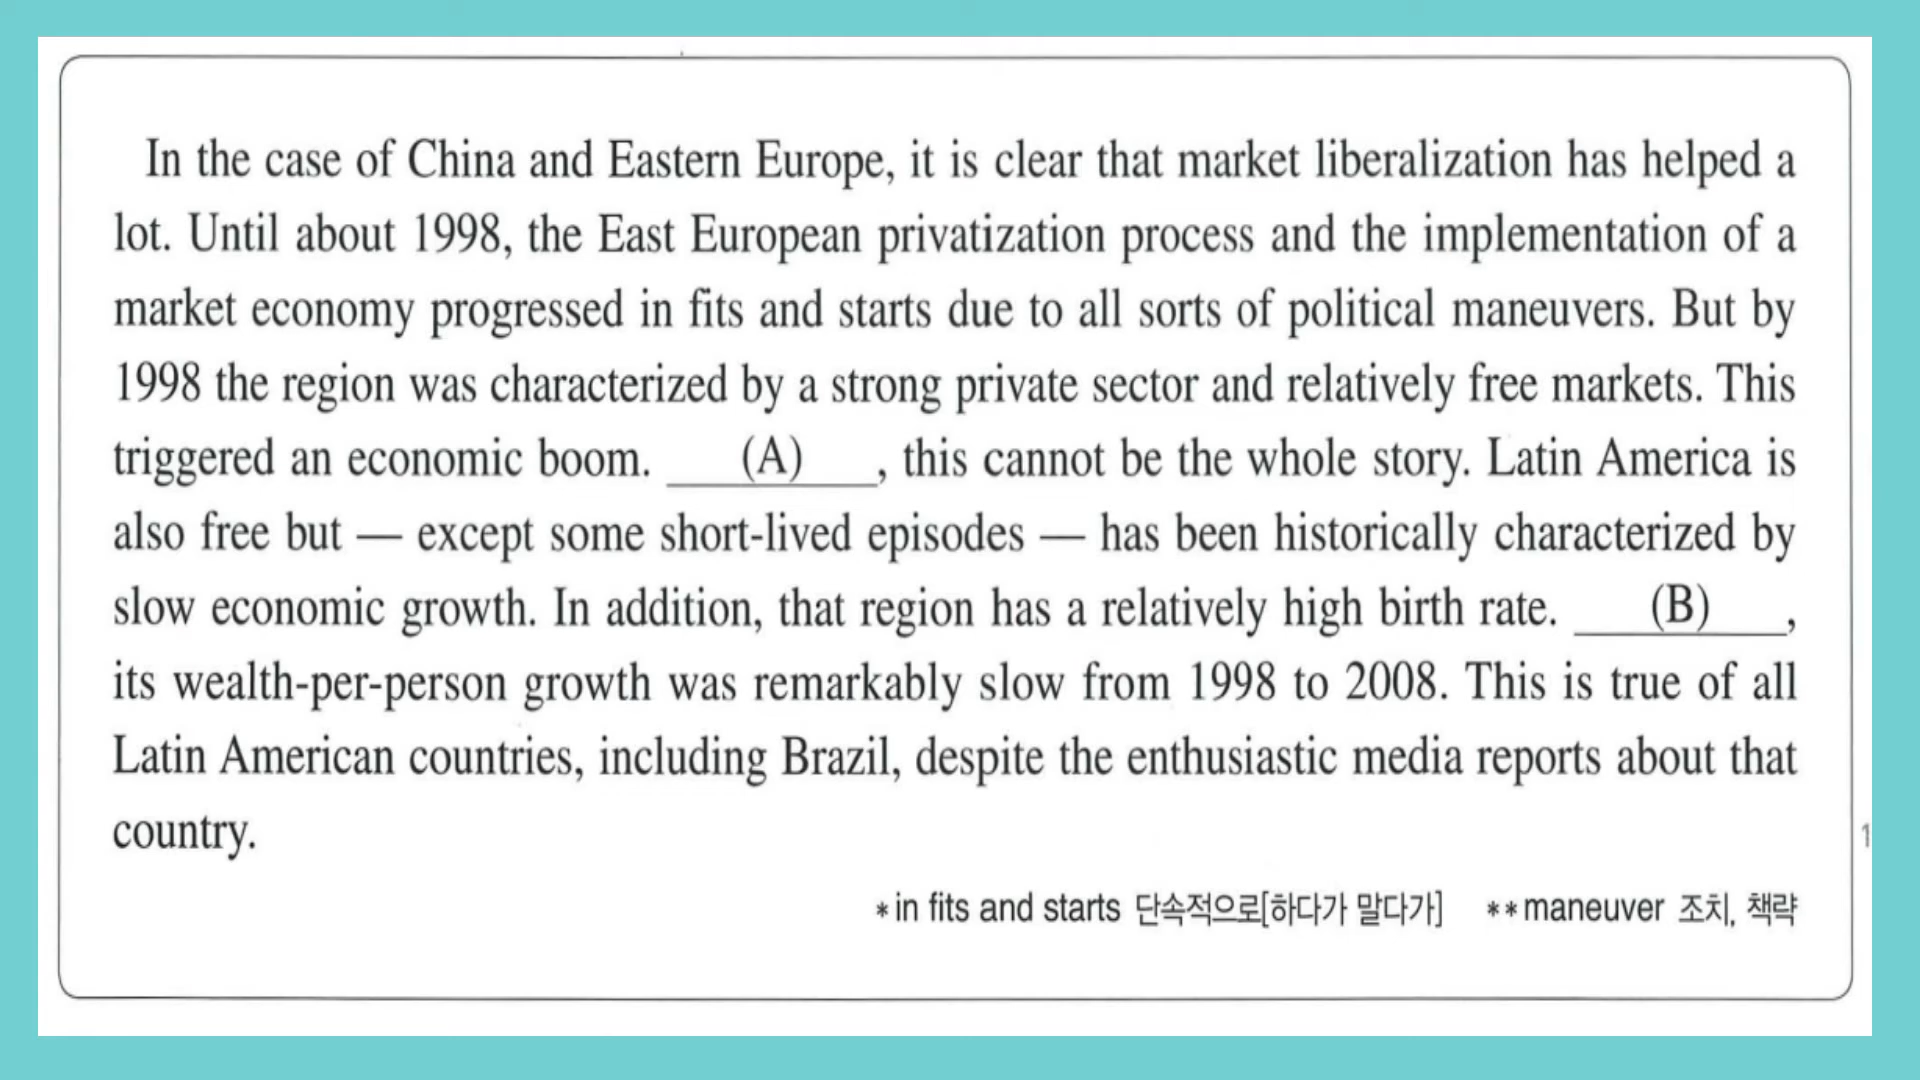 In the case of China and Eastern Europe, it is clear that market liberalization has helped a
lot. Until about 1998, the East European privatization process and the implementation of a
market economy progressed in fits and starts due to all sorts of political maneuvers. But by
1998 the region was characterized by a strong private sector and relatively free markets. This
triggered an economic boom. ___(A)___, this cannot be the whole story. Latin America is
also free but — except some short-lived episodes — has been historically characterized by
slow economic growth. In addition, that region has a relatively high birth rate. ___(B)___,
its wealth-per-person growth was remarkably slow from 1998 to 2008. This is true of all
Latin American countries, including Brazil, despite the enthusiastic media reports about that
country.
*in fits and starts 단속적으로[하다가 말다가] **maneuver 조치, 책략